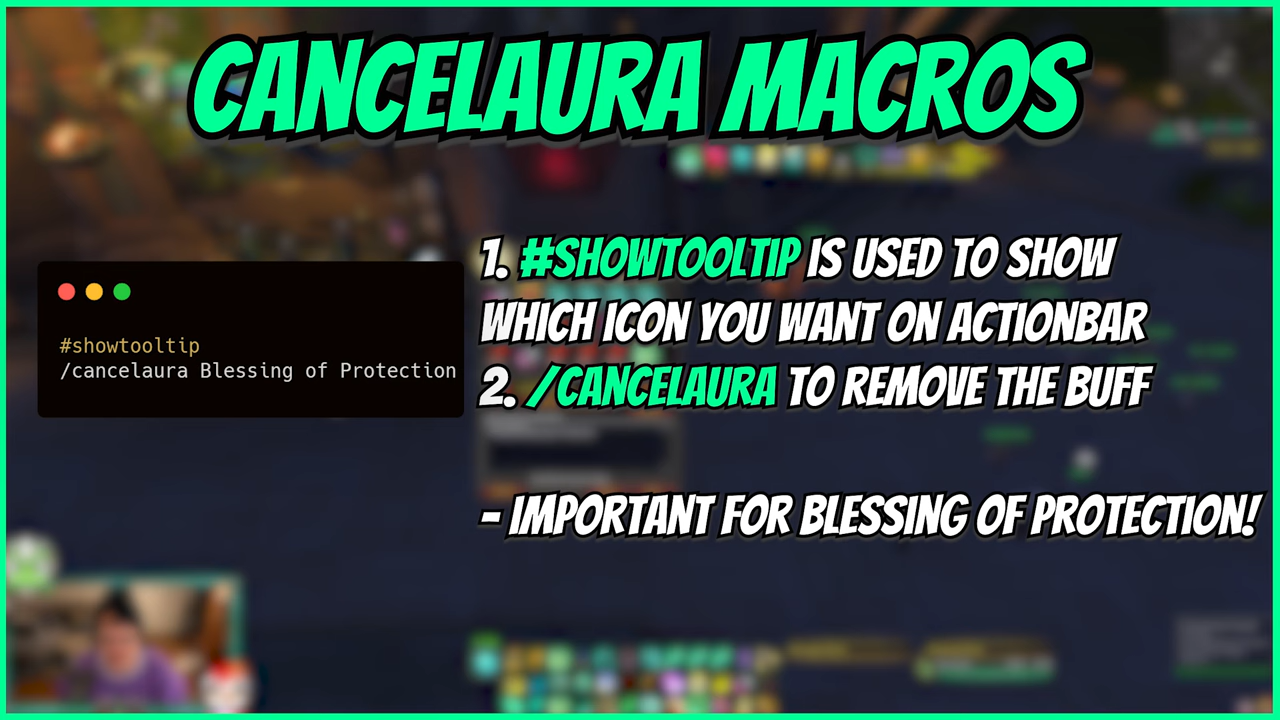 CANCELAURA MACROS
#showtooltip
/cancelaura Blessing of Protection
1. #SHOWTOOLTIP IS USED TO SHOW
WHICH ICON YOU WANT ON ACTIONBAR
2. /CANCELAURA TO REMOVE THE BUFF
- IMPORTANT FOR BLESSING OF PROTECTION!